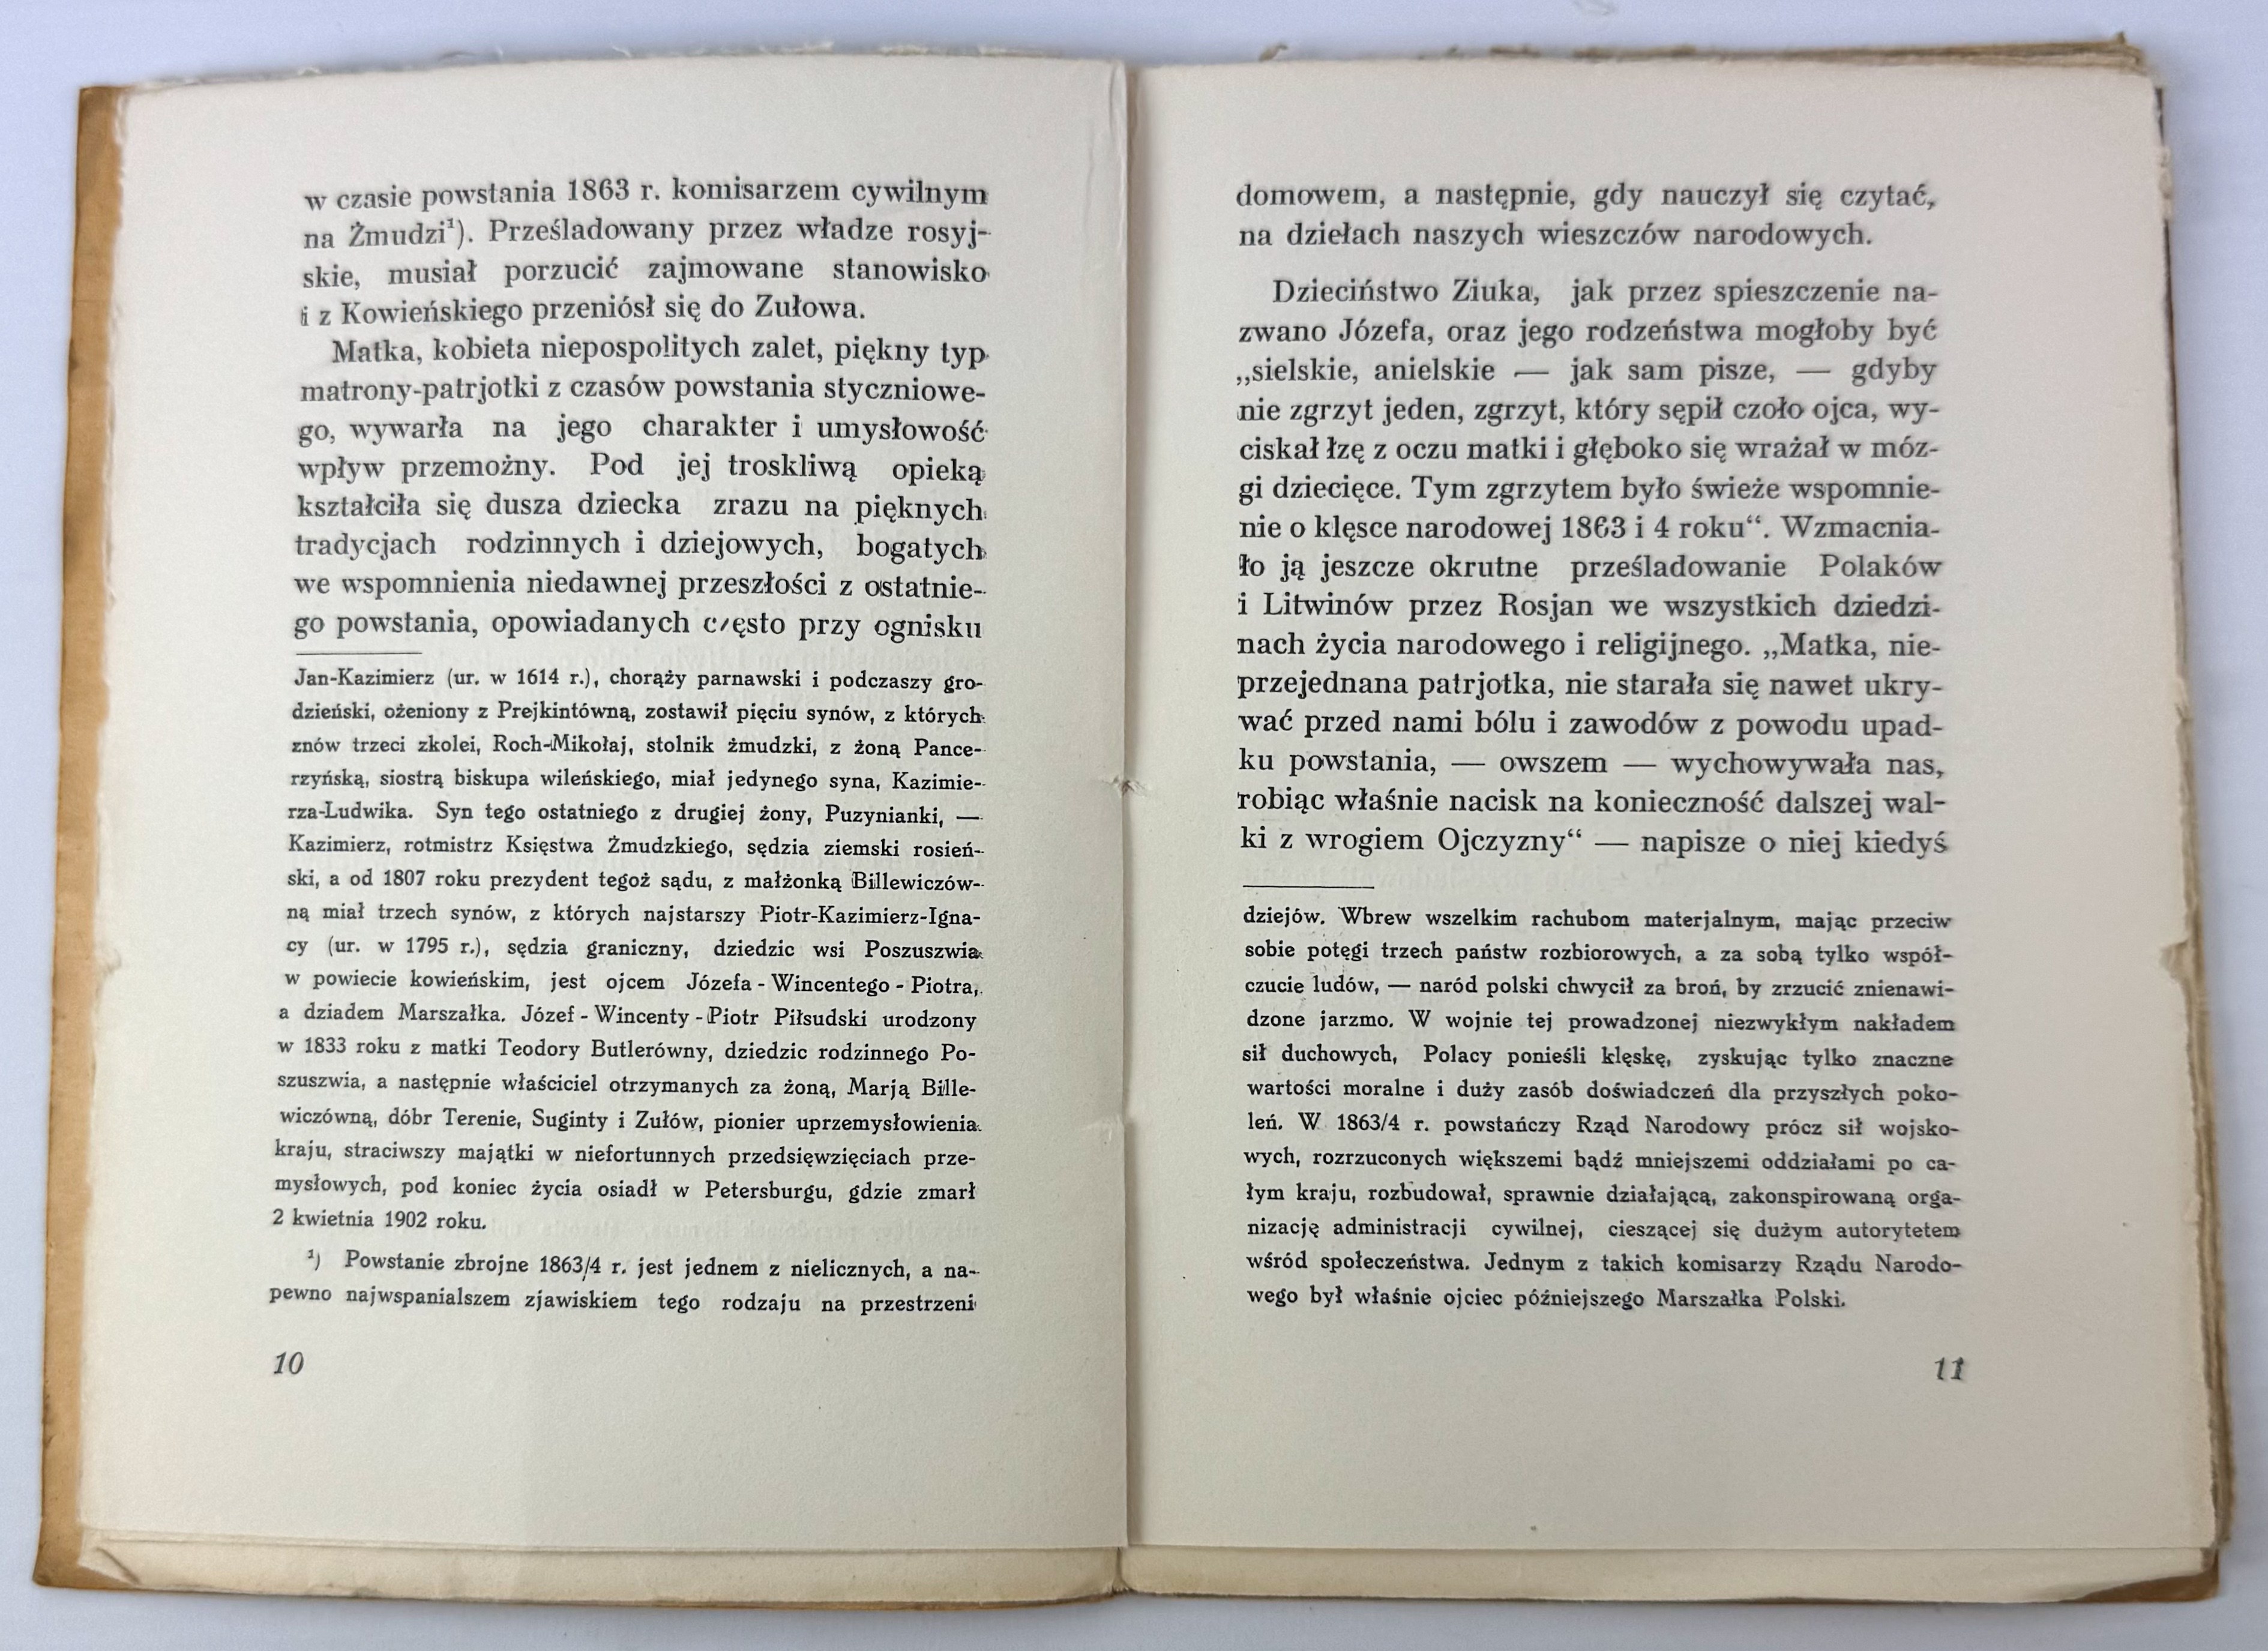 w czasie powstania 1863 r. komisarzem cywilnym
na Żmudzi¹). Prześladowany przez władze rosyj-
skie, musiał porzucić zajmowane stanowisko
i z Kowieńskiego przeniósł się do Zułowa.
Matka, kobieta niepospolitych zalet, piękny typ
matrony-patrjotki z czasów powstania styczniowe-
go, wywarła na jego charakter i umysłowość
wpływ przemożny. Pod jej troskliwą opieką
kształciła się dusza dziecka zrazu na pięknych
tradycjach rodzinnych i dziejowych, bogatych
we wspomnienia niedawnej przeszłości z ostatnie-
go powstania, opowiadanych często przy ognisku
Jan-Kazimierz (ur. w 1614 r.), chorąży parnawski i podczaszy gro-
dzieński, ożeniony z Prejkintówną, zostawił pięciu synów, z których
znów trzeci zkolei, Roch-Mikołaj, stolnik żmudzki, z żoną Pance-
rzyńską, siostrą biskupa wileńskiego, miał jedynego syna, Kazimie-
rza-Ludwika. Syn tego ostatniego z drugiej żony, Puzynianki, —
Kazimierz, rotmistrz Księstwa Żmudzkiego, sędzia ziemski rosień-
ski, a od 1807 roku prezydent tegoż sądu, z małżonką Billewiczów-
ną miał trzech synów, z których najstarszy Piotr-Kazimierz-Igna-
cy (ur. w 1795 r.), sędzia graniczny, dziedzic wsi Poszuszwia
w powiecie kowieńskim, jest ojcem Józefa - Wincentego - Piotra,
a dziadem Marszałka. Józef - Wincenty - Piotr Piłsudski urodzony
w 1833 roku z matki Teodory Butlerówny, dziedzic rodzinnego Po-
szuszwia, a następnie właściciel otrzymanych za żoną, Marją Bille-
wiczówną, dóbr Terenie, Suginty i Zułów, pionier uprzemysłowienia
kraju, straciwszy majątki w niefortunnych przedsięwzięciach prze-
mysłowych, pod koniec życia osiadł w Petersburgu, gdzie zmarł
2 kwietnia 1902 roku.
¹) Powstanie zbrojne 1863/4 r. jest jednem z nielicznych, a na-
pewno najwspanialszem zjawiskiem tego rodzaju na przestrzeni
10
domowem, a następnie, gdy nauczył się czytać,
na dziełach naszych wieszczów narodowych.
Dzieciństwo Ziuka, jak przez spieszczenie na-
zwano Józefa, oraz jego rodzeństwa mogłoby być
„sielskie, anielskie — jak sam pisze, — gdyby
nie zgrzyt jeden, zgrzyt, który sępił czoło ojca, wy-
ciskał łzę z oczu matki i głęboko się wrażał w móz-
gi dziecięce. Tym zgrzytem było świeże wspomnie-
nie o klęsce narodowej 1863 i 4 roku“. Wzmacnia-
ło ją jeszcze okrutne prześladowanie Polaków
i Litwinów przez Rosjan we wszystkich dziedzi-
nach życia narodowego i religijnego. „Matka, nie-
przejednana patrjotka, nie starała się nawet ukry-
wać przed nami bólu i zawodów z powodu upad-
ku powstania, — owszem — wychowywała nas,
robiąc właśnie nacisk na konieczność dalszej wal-
ki z wrogiem Ojczyzny“ — napisze o niej kiedyś
dziejów. Wbrew wszelkim rachubom materjalnym, mając przeciw
sobie potęgi trzech państw rozbiorowych, a za sobą tylko współ-
czucie ludów, — naród polski chwycił za broń, by zrzucić znienawi-
dzone jarzmo. W wojnie tej prowadzonej niezwykłym nakładem
sił duchowych, Polacy ponieśli klęskę, zyskując tylko znaczne
wartości moralne i duży zasób doświadczeń dla przyszłych poko-
leń. W 1863/4 r. powstańczy Rząd Narodowy prócz sił wojsko-
wych, rozrzuconych większemi bądź mniejszemi oddziałami po ca-
łym kraju, rozbudował, sprawnie działającą, zakonspirowaną orga-
nizację administracji cywilnej, cieszącej się dużym autorytetem
wśród społeczeństwa. Jednym z takich komisarzy Rządu Narodo-
wego był właśnie ojciec późniejszego Marszałka Polski.
11